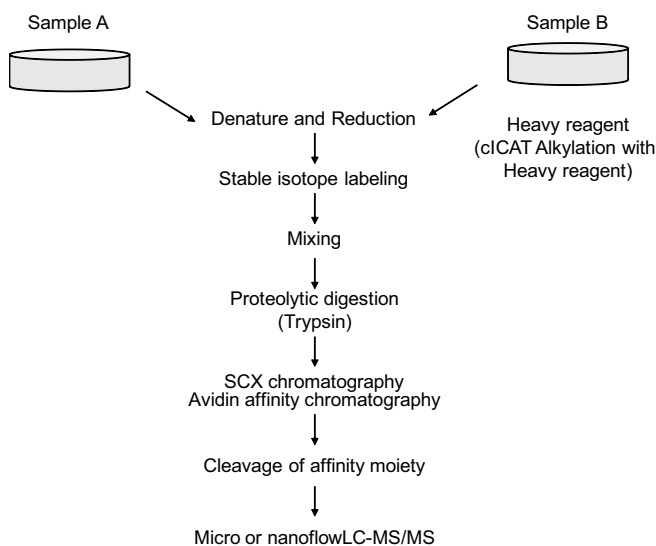 Sample A
Sample B
Denature and Reduction
Heavy reagent
(cICAT Alkylation with
Heavy reagent)
Stable isotope labeling
Mixing
Proteolytic digestion
(Trypsin)
SCX chromatography
Avidin affinity chromatography
Cleavage of affinity moiety
Micro or nanoflowLC-MS/MS